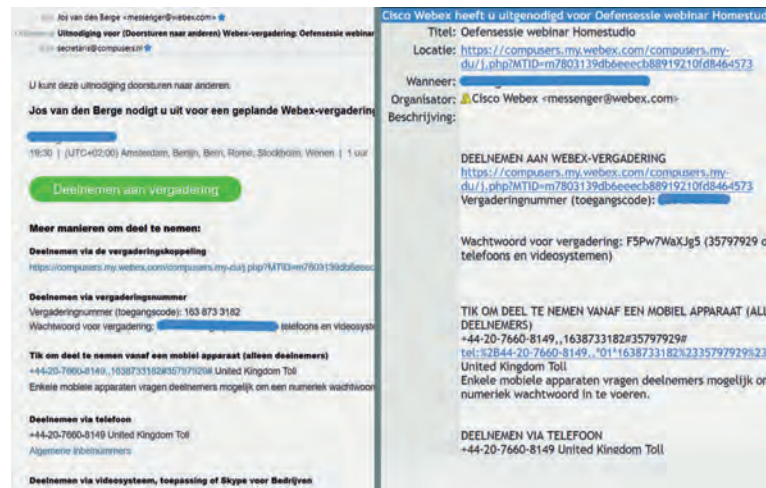 Jos van den Berge <messenger@webex.com>
Uitnodiging voor (Doorsturen naar anderen) Webex-vergadering: Oefensessie webinar
secretaris@compusers.nl
U kunt deze uitnodiging doorsturen naar anderen.
Jos van den Berge nodigt u uit voor een geplande Webex-vergadering
19:30 | (UTC+02:00) Amsterdam, Berlijn, Bern, Rome, Stockholm, Wenen | 1 uur
Deelnemen aan vergadering
Meer manieren om deel te nemen:
Deelnemen via de vergaderingskoppeling
https://compusers.my.webex.com/compusers.my-du/j.php?MTID=m7803139db6eeec
Deelnemen via vergaderingsnummer
Vergaderingnummer (toegangscode): 163 873 3182
Wachtwoord voor vergadering: telefoons en videosyste
Tik om deel te nemen vanaf een mobiel apparaat (alleen deelnemers)
+44-20-7660-8149,,1638733182#35797929# United Kingdom Toll
Enkele mobiele apparaten vragen deelnemers mogelijk om een numeriek wachtwoor
Deelnemen via telefoon
+44-20-7660-8149 United Kingdom Toll
Algemene inbelnummers
Deelnemen via videosysteem, toepassing of Skype voor Bedrijven
Cisco Webex heeft u uitgenodigd voor Oefensessie webinar Homestud
Titel: Oefensessie webinar Homestudio
Locatie: https://compusers.my.webex.com/compusers.my-
du/j.php?MTID=m7803139db6eeecb88919210fd8464573
Wanneer:
Organisator: Cisco Webex <messenger@webex.com>
Beschrijving:
DEELNEMEN AAN WEBEX-VERGADERING
https://compusers.my.webex.com/compusers.my-
du/j.php?MTID=m7803139db6eeecb88919210fd8464573
Vergaderingnummer (toegangscode):
Wachtwoord voor vergadering: F5Pw7WaXJg5 (35797929 o
telefoons en videosystemen)
TIK OM DEEL TE NEMEN VANAF EEN MOBIEL APPARAAT (ALL
DEELNEMERS)
+44-20-7660-8149,,1638733182#35797929#
tel:%2B44-20-7660-8149,,*01*1638733182%2335797929%23
United Kingdom Toll
Enkele mobiele apparaten vragen deelnemers mogelijk om
numeriek wachtwoord in te voeren.
DEELNEMEN VIA TELEFOON
+44-20-7660-8149 United Kingdom Toll